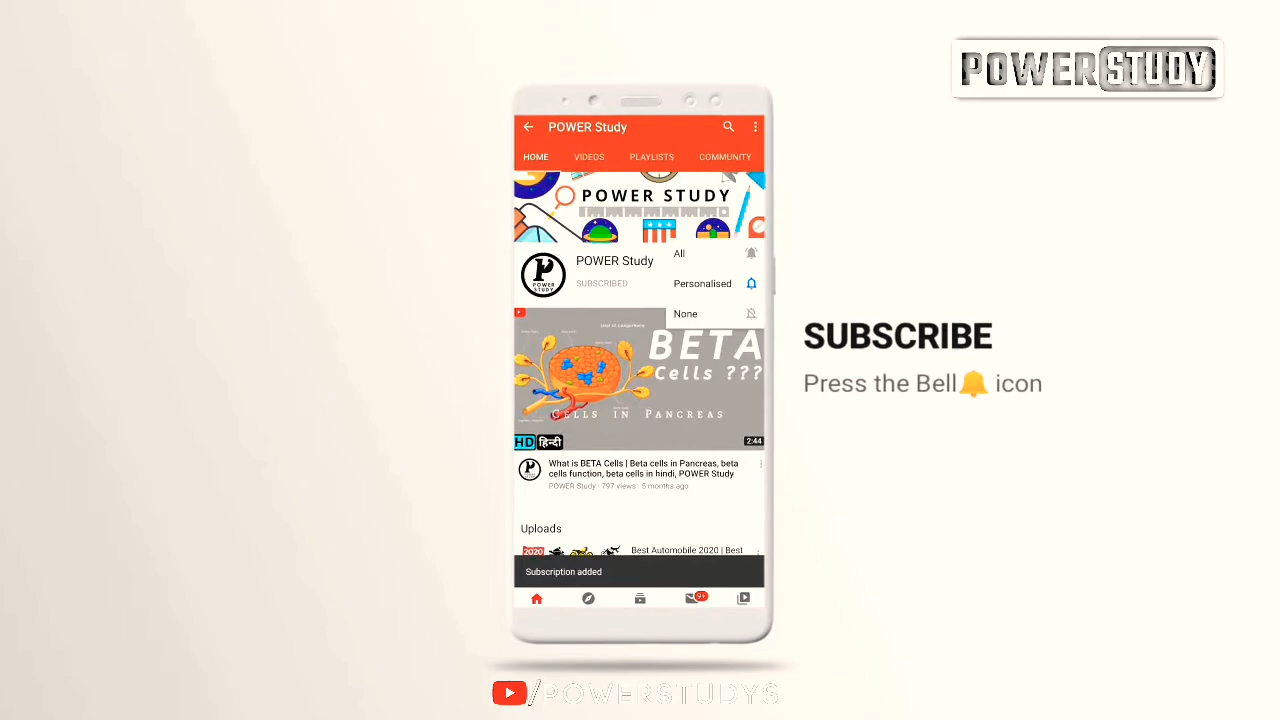 POWER STUDY
POWER Study
HOME VIDEOS PLAYLISTS COMMUNITY
POWER STUDY
POWER Study
SUBSCRIBED
POWER
STUDY
All
Personalised
None
BETA
Cells ???
CELLS IN PANCREAS
HD हिन्दी
2:44
What is BETA Cells | Beta cells in Pancreas, beta
cells function, beta cells in hindi, POWER Study
POWER Study · 797 views · 5 months ago
Uploads
2020
Best Automobile 2020 | Best
Subscription added
9+
SUBSCRIBE
Press the Bell🔔 icon
/POWERSTUDYS